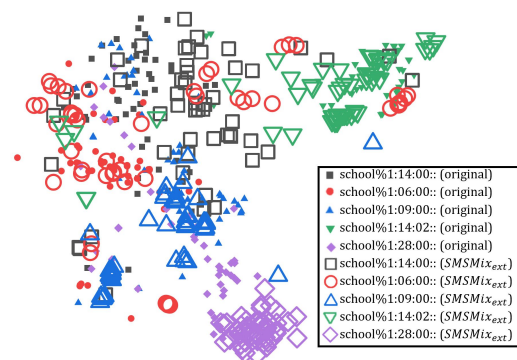 school%1:14:00:: (original)
school%1:06:00:: (original)
school%1:09:00:: (original)
school%1:14:02:: (original)
school%1:28:00:: (original)
school%1:14:00:: (SMSMix_ext)
school%1:06:00:: (SMSMix_ext)
school%1:09:00:: (SMSMix_ext)
school%1:14:02:: (SMSMix_ext)
school%1:28:00:: (SMSMix_ext)